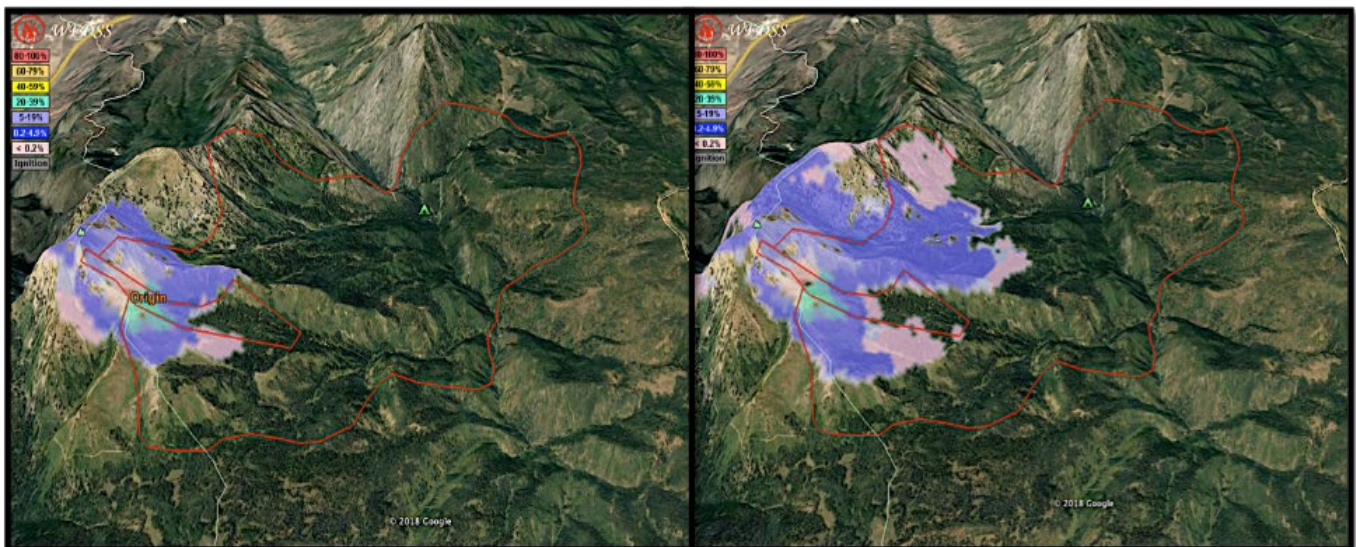 WFDSS
80-100%
60-79%
40-59%
20-39%
5-19%
0.2-4.9%
< 0.2%
Ignition
Origin
© 2018 Google
WFDSS
80-100%
60-79%
40-59%
20-39%
5-19%
0.2-4.9%
< 0.2%
Ignition
© 2018 Google